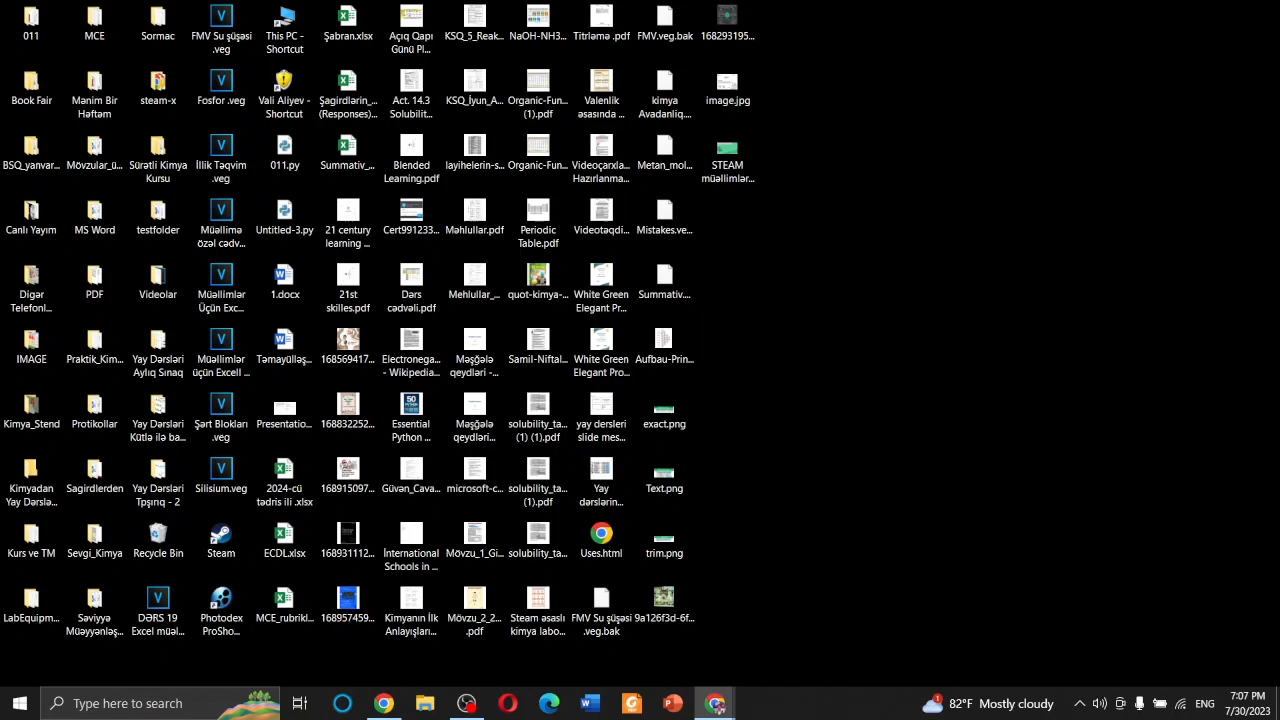 011
MCE
Sormac
FMV Su şüşəsi
.veg
This PC -
Shortcut
Şabran.xlsx
Açıq Qapı
Günü Pl...
KSQ_5_Reak...
NaOH-NH3...
Titrləmə .pdf
FMV.veg.bak
168293195...
Book Fair
Mənim Bir
Həftəm
steam v3
Fosfor .veg
Vali Aliyev -
Shortcut
Şagirdlərin_...
(Responses)...
Act. 14.3
Solubilit...
KSQ_İyun_A...
Organic-Fun...
(1).pdf
Valenlik
əsasında ...
kimya
Avadanlıq....
image.jpg
BSQ_yanvar...
Mövzular_ü...
Sürətli Kimya
Kursu
İllik Təqvim
.veg
011.py
Summativ_...
Blended
Learning.pdf
layihelerin-s...
Organic-Fun...
Videoçarxla...
Hazırlanma...
Metan_mol...
STEAM
müəllimlər...
Canlı Yayım
MS Word
testfolder
Müəllimə
özəl cədv...
Untitled-3.py
21 century
learning ...
Cert991233...
Məhlullar.pdf
Periodic
Table.pdf
Videotəqdi...
Mistakes.ve...
Digər
Telefonl...
PDF
Videolar
Müəllimlər
Üçün Exc...
1.docx
21st
skilles.pdf
Dərs
cədvəli.pdf
Mehlullar_...
quot-kimya-...
White Green
Elegant Pr...
Summativ....
IMAGE
Praktik_Kim...
Yay Dərsləri
Aylıq Sınaq
Müəllimlər
üçün Excell ...
Təmayülləş...
168569417...
Electronega...
- Wikipedia...
Məşğələ
qeydləri -...
Samil-Niftal...
White Green
Elegant Pro...
Aufbau-Prin...
Kimya_Stend
Protikollar
Yay Dərsləri
Kütlə ilə ba...
Şərt Blokları
.veg
Presentatio...
168832252...
Essential
Python ...
Məşğələ
qeydləri...
solubility_ta...
(1) (1).pdf
yay dersleri
slide mes...
exact.png
Kimyadan
Yay Dərslə...
Sagirdlerden
Yay Dərsləri
Tpşırıq - 2
Silisium.veg
2024-cü
tədris ili .xlsx
168915097...
Güvən_Cava...
microsoft-c...
solubility_ta...
(1).pdf
Yay
dərslərin...
Text.png
Kurs ve TM
Sevgi_Kimya
Recycle Bin
Steam
ECDL.xlsx
168931112...
İnternational
Schools in ...
Mövzu_1_Gi...
solubility_ta...
Uses.html
trim.png
LabEquipm...
Səviyyə
Müəyyənləş...
DƏRS 19
Excel müəl...
Photodex
ProSho...
MCE_rubrikl...
168957459...
Kimyanın İlk
Anlayışları...
Mövzu_2_2...
.pdf
Steam əsaslı
kimya labo...
FMV Su şüşəsi
.veg.bak
9a126f3d-6f...
Type here to search
1
82°F Mostly cloudy
ENG
7:07 PM
7/30/2023